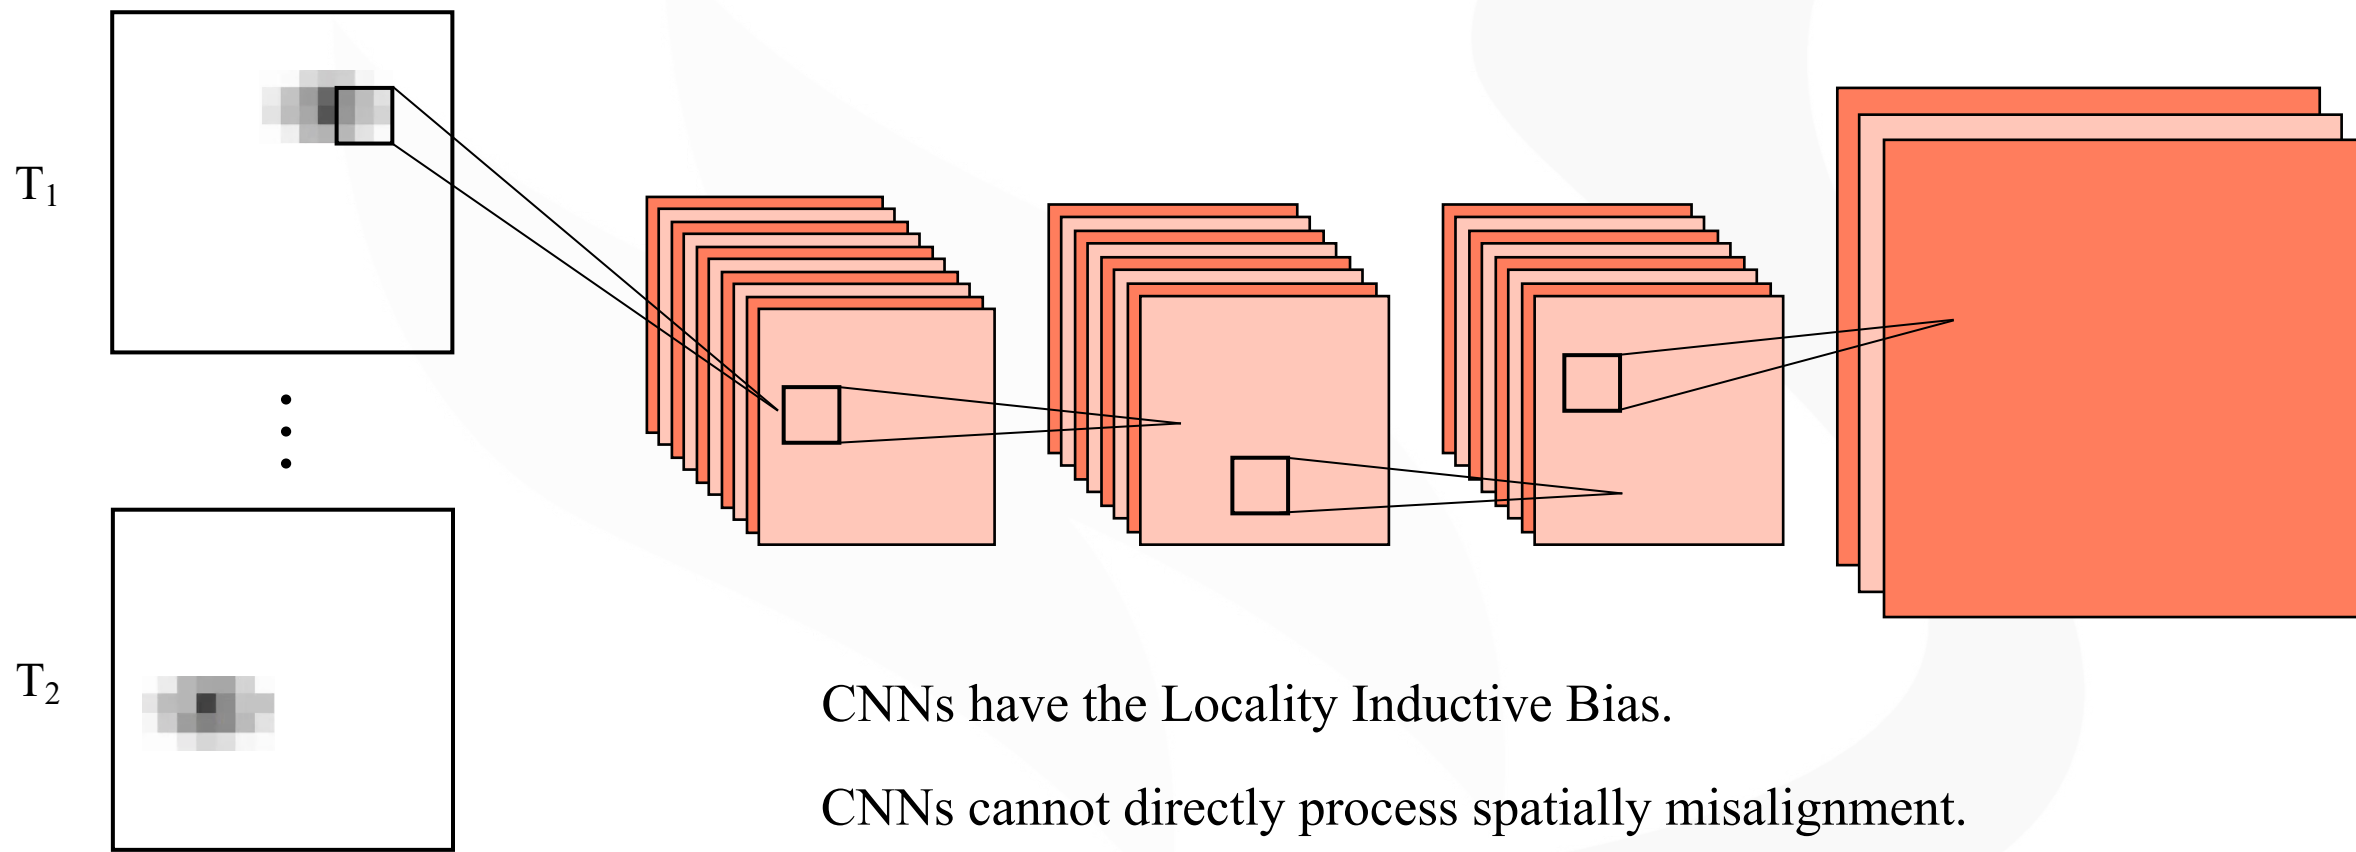 T₁
T₂
CNNs have the Locality Inductive Bias.
CNNs cannot directly process spatially misalignment.